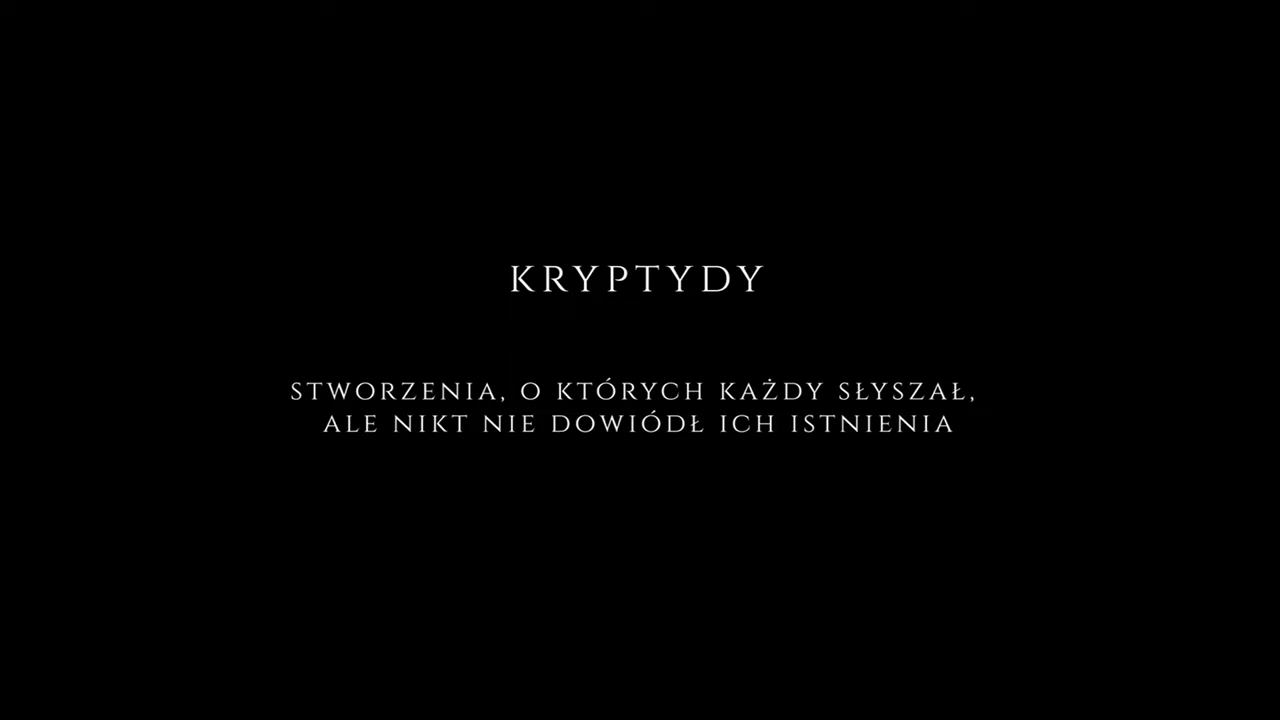 KRYPTYDY
STWORZENIA, O KTÓRYCH KAŻDY SŁYSZAŁ,
ALE NIKT NIE DOWIÓDŁ ICH ISTNIENIA